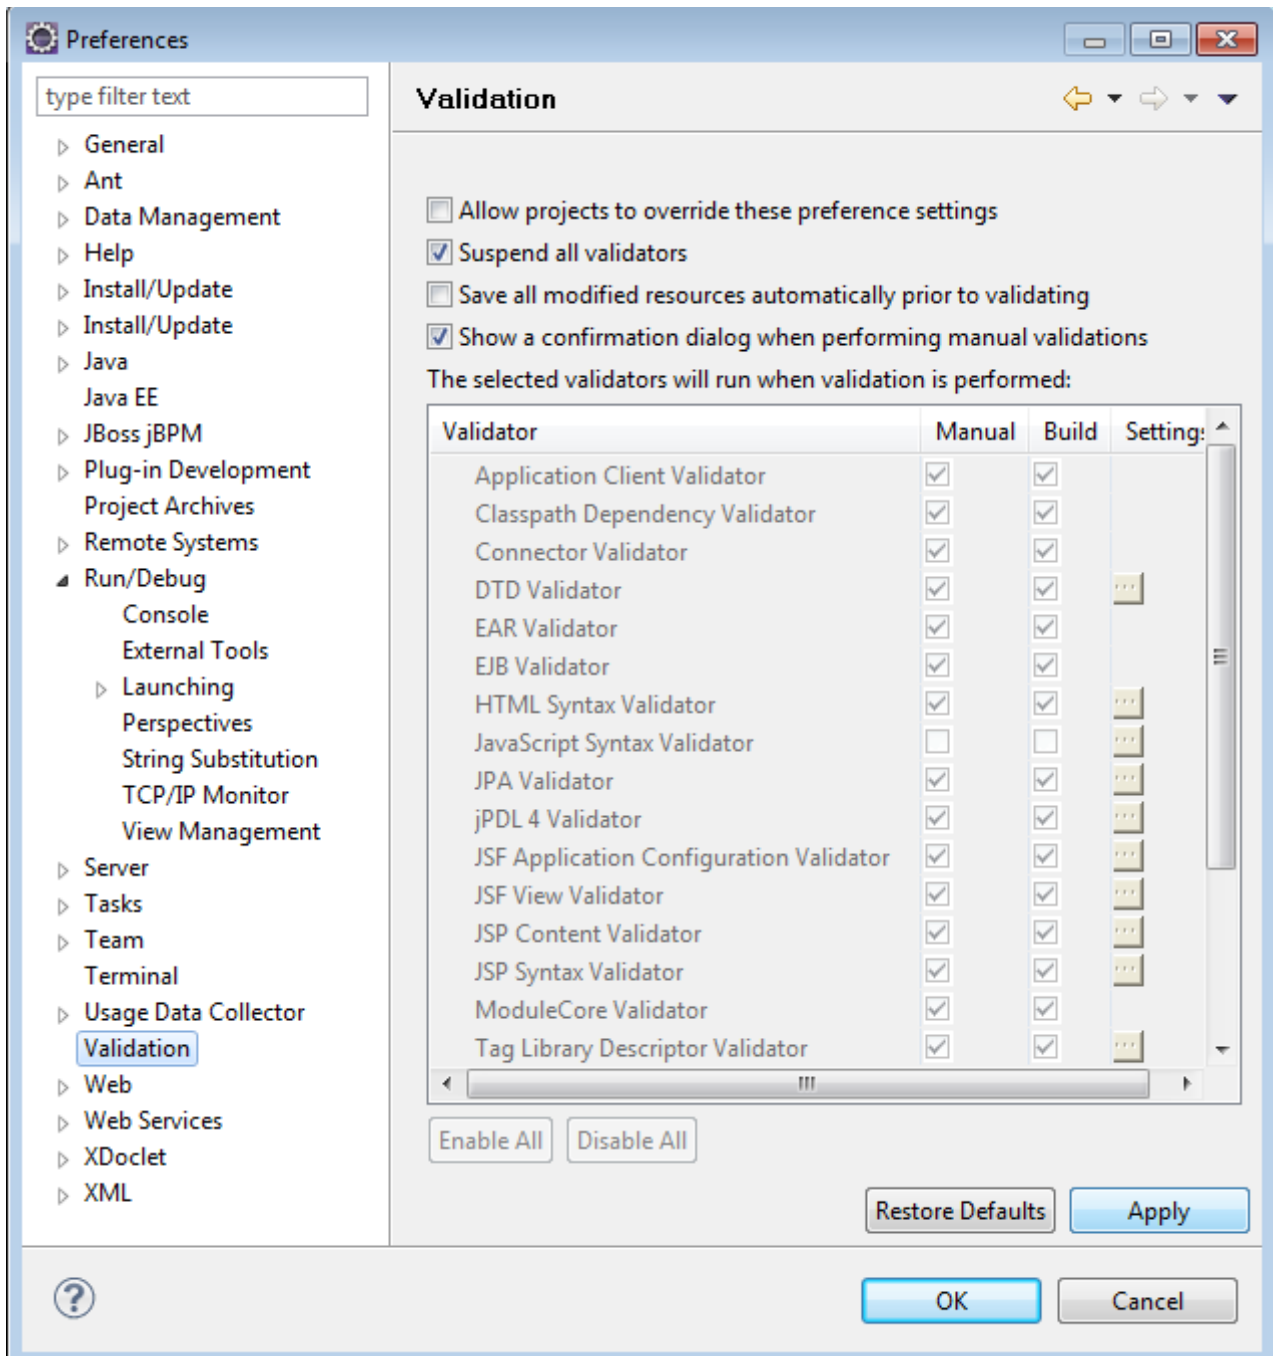 Preferences
type filter text
General
Ant
Data Management
Help
Install/Update
Install/Update
Java
Java EE
JBoss jBPM
Plug-in Development
Project Archives
Remote Systems
Run/Debug
Console
External Tools
Launching
Perspectives
String Substitution
TCP/IP Monitor
View Management
Server
Tasks
Team
Terminal
Usage Data Collector
Validation
Web
Web Services
XDoclet
XML
Validation
Allow projects to override these preference settings
Suspend all validators
Save all modified resources automatically prior to validating
Show a confirmation dialog when performing manual validations
The selected validators will run when validation is performed:
Validator Manual Build Settings
Application Client Validator
Classpath Dependency Validator
Connector Validator
DTD Validator ...
EAR Validator
EJB Validator
HTML Syntax Validator ...
JavaScript Syntax Validator ...
JPA Validator ...
jPDL 4 Validator ...
JSF Application Configuration Validator ...
JSF View Validator ...
JSP Content Validator ...
JSP Syntax Validator ...
ModuleCore Validator
Tag Library Descriptor Validator ...
Enable All Disable All
Restore Defaults Apply
OK Cancel